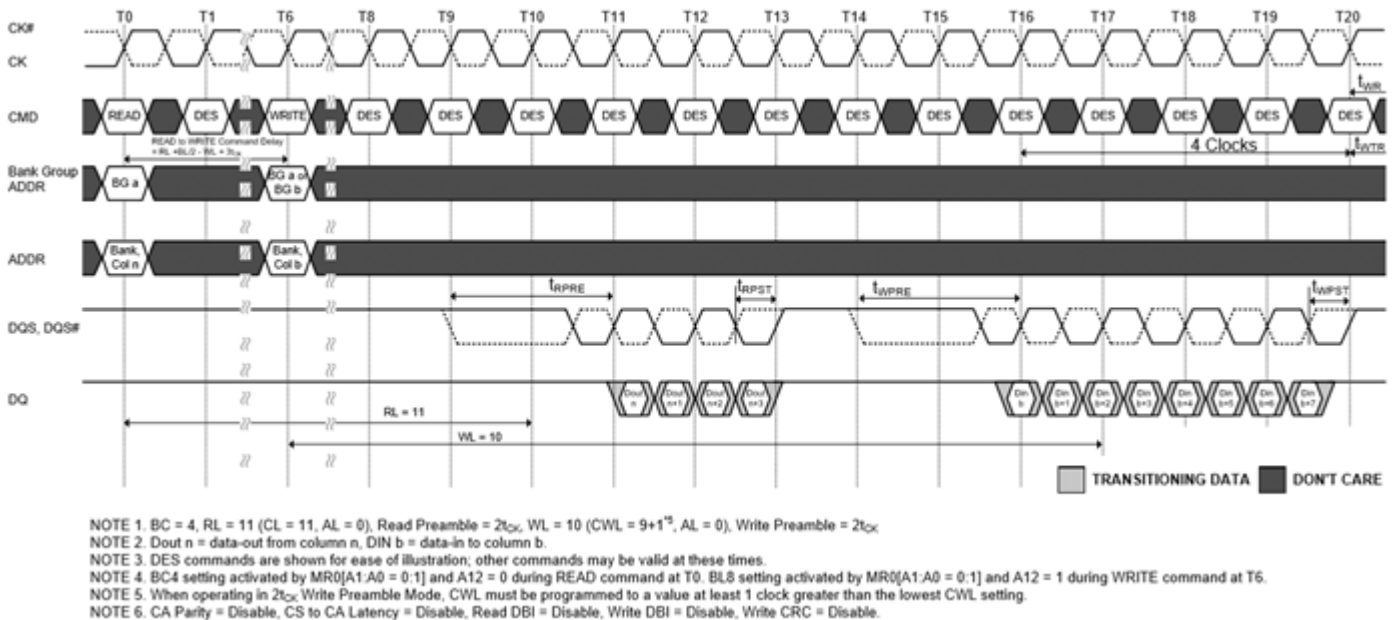 T0 T1 T6 T8 T9 T10 T11 T12 T13 T14 T15 T16 T17 T18 T19 T20
CK#
CK
tWR
CMD READ DES WRITE DES DES DES DES DES DES DES DES DES DES DES DES DES
READ to WRITE Command Delay
= RL +BL/2 - WL + 3tCK
4 Clocks
tWTR
Bank Group
ADDR
BG a
BG a or
BG b
ADDR
Bank,
Col n
Bank,
Col b
tRPRE tRPST tWPRE tWPST
DQS, DQS#
DQ
Dout
n
Dout
n+1
Dout
n+2
Dout
n+3
Din
b
Din
b+1
Din
b+2
Din
b+3
Din
b+4
Din
b+5
Din
b+6
Din
b+7
RL = 11
WL = 10
TRANSITIONING DATA DON'T CARE
NOTE 1. BC = 4, RL = 11 (CL = 11, AL = 0), Read Preamble = 2tCK, WL = 10 (CWL = 9+1*5, AL = 0), Write Preamble = 2tCK
NOTE 2. Dout n = data-out from column n, DIN b = data-in to column b.
NOTE 3. DES commands are shown for ease of illustration; other commands may be valid at these times.
NOTE 4. BC4 setting activated by MR0[A1:A0 = 0:1] and A12 = 0 during READ command at T0. BL8 setting activated by MR0[A1:A0 = 0:1] and A12 = 1 during WRITE command at T6.
NOTE 5. When operating in 2tCK Write Preamble Mode, CWL must be programmed to a value at least 1 clock greater than the lowest CWL setting.
NOTE 6. CA Parity = Disable, CS to CA Latency = Disable, Read DBI = Disable, Write DBI = Disable, Write CRC = Disable.